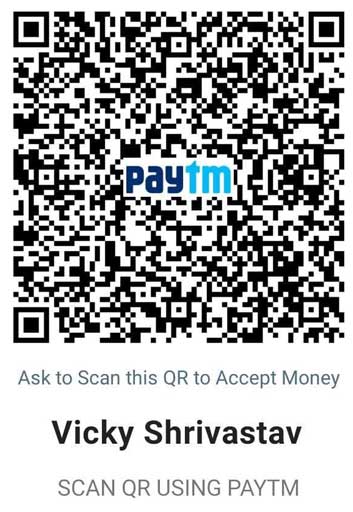 paytm
Ask to Scan this QR to Accept Money
Vicky Shrivastav
SCAN QR USING PAYTM